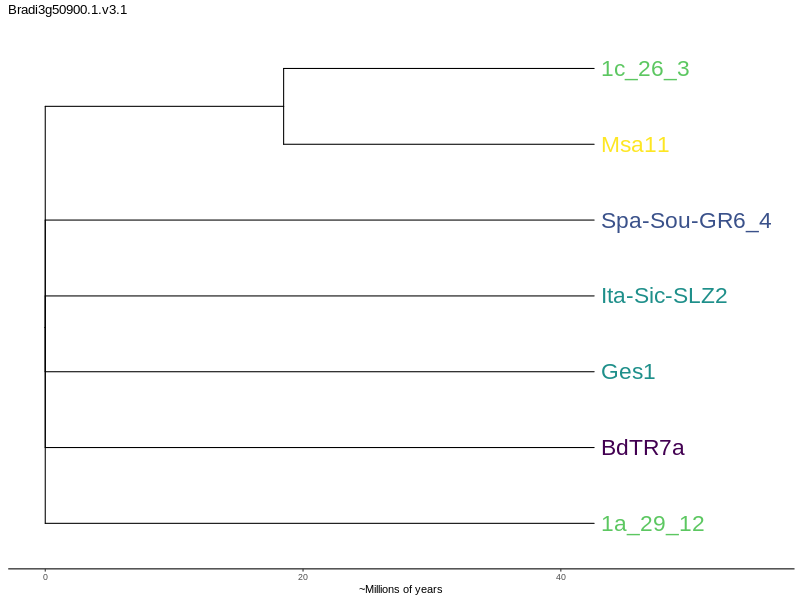 Bradi3g50900.1.v3.1
1c_26_3
Msa11
Spa-Sou-GR6_4
Ita-Sic-SLZ2
Ges1
BdTR7a
1a_29_12
0 20 40
~Millions of years